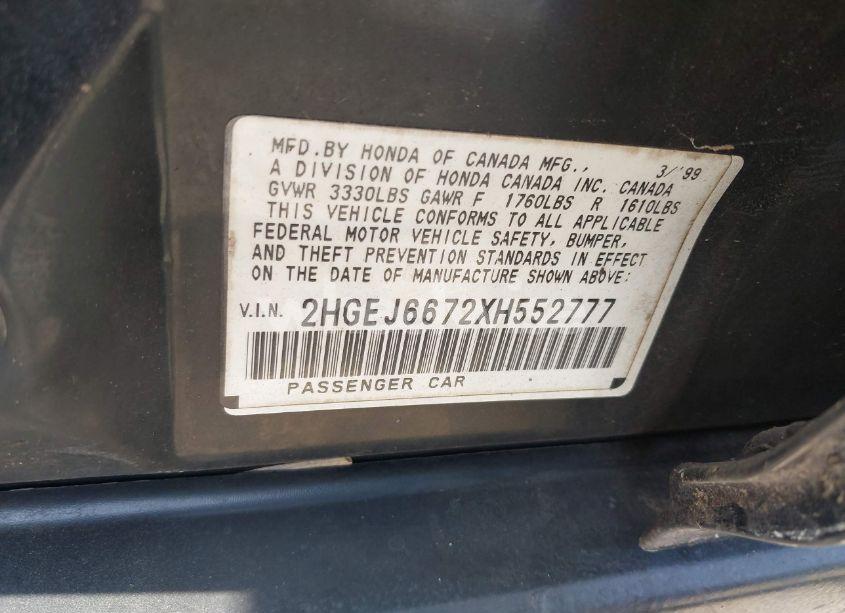 MFD.BY HONDA OF CANADA MFG., 3/'99
A DIVISION OF HONDA CANADA INC. CANADA
GVWR 3330LBS GAWR F 1760LBS R 1610LBS
THIS VEHICLE CONFORMS TO ALL APPLICABLE
FEDERAL MOTOR VEHICLE SAFETY, BUMPER,
AND THEFT PREVENTION STANDARDS IN EFFECT
ON THE DATE OF MANUFACTURE SHOWN ABOVE:
V.I.N. 2HGEJ6672XH552777
PASSENGER CAR